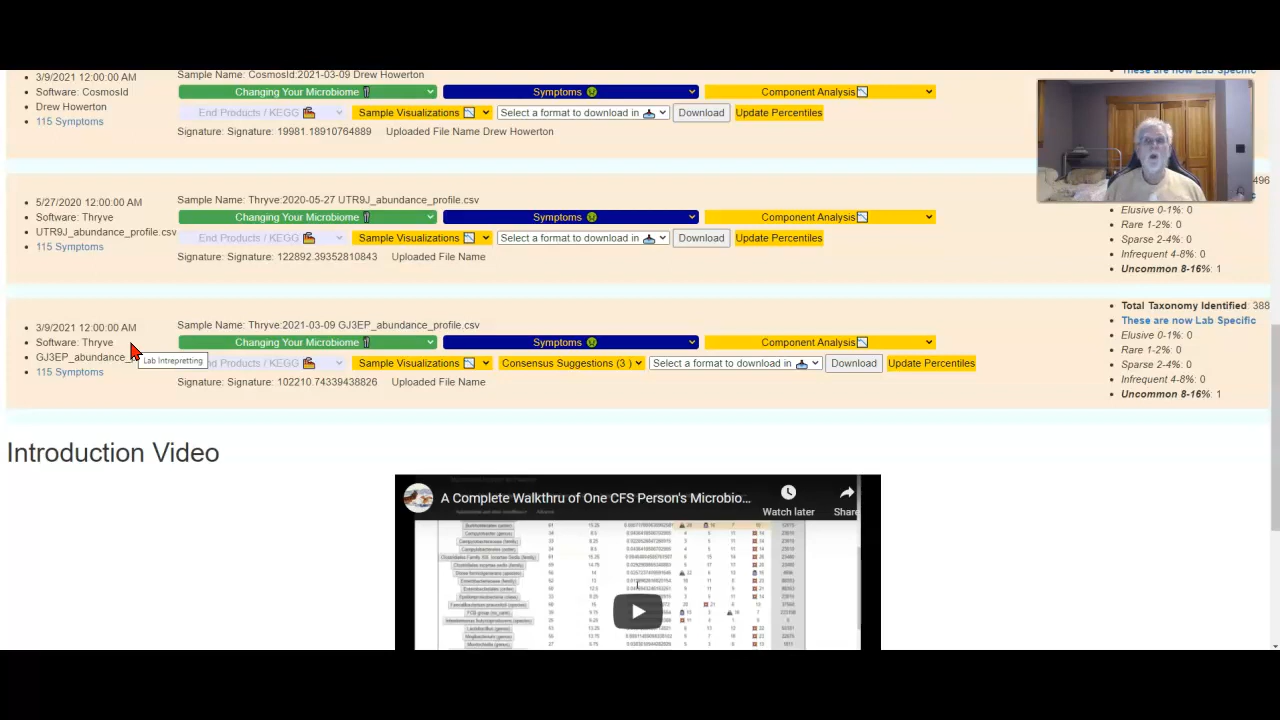 These are now Lab Specific
3/9/2021 12:00:00 AM
Software: CosmosId
Drew Howerton
115 Symptoms
Sample Name: CosmosId:2021-03-09 Drew Howerton
Changing Your Microbiome
Symptoms
Component Analysis
End Products / KEGG
Sample Visualizations
Select a format to download in
Download
Update Percentiles
Signature: Signature: 19981.18910764889 Uploaded File Name Drew Howerton
5/27/2020 12:00:00 AM
Software: Thryve
UTR9J_abundance_profile.csv
115 Symptoms
Sample Name: Thryve:2020-05-27 UTR9J_abundance_profile.csv
Changing Your Microbiome
Symptoms
Component Analysis
End Products / KEGG
Sample Visualizations
Select a format to download in
Download
Update Percentiles
Signature: Signature: 122892.39352810843 Uploaded File Name
496
Elusive 0-1%: 0
Rare 1-2%: 0
Sparse 2-4%: 0
Infrequent 4-8%: 0
Uncommon 8-16%: 1
3/9/2021 12:00:00 AM
Software: Thryve
GJ3EP_abundance_
Lab Intrepretting
115 Symptoms
Sample Name: Thryve:2021-03-09 GJ3EP_abundance_profile.csv
Changing Your Microbiome
Symptoms
Component Analysis
nd Products / KEGG
Sample Visualizations
Consensus Suggestions (3 )
Select a format to download in
Download
Update Percentiles
Signature: Signature: 102210.74339438826 Uploaded File Name
Total Taxonomy Identified: 388
These are now Lab Specific
Elusive 0-1%: 0
Rare 1-2%: 0
Sparse 2-4%: 0
Infrequent 4-8%: 0
Uncommon 8-16%: 1
Introduction Video
A Complete Walkthru of One CFS Person's Microbio...
Watch later
Share